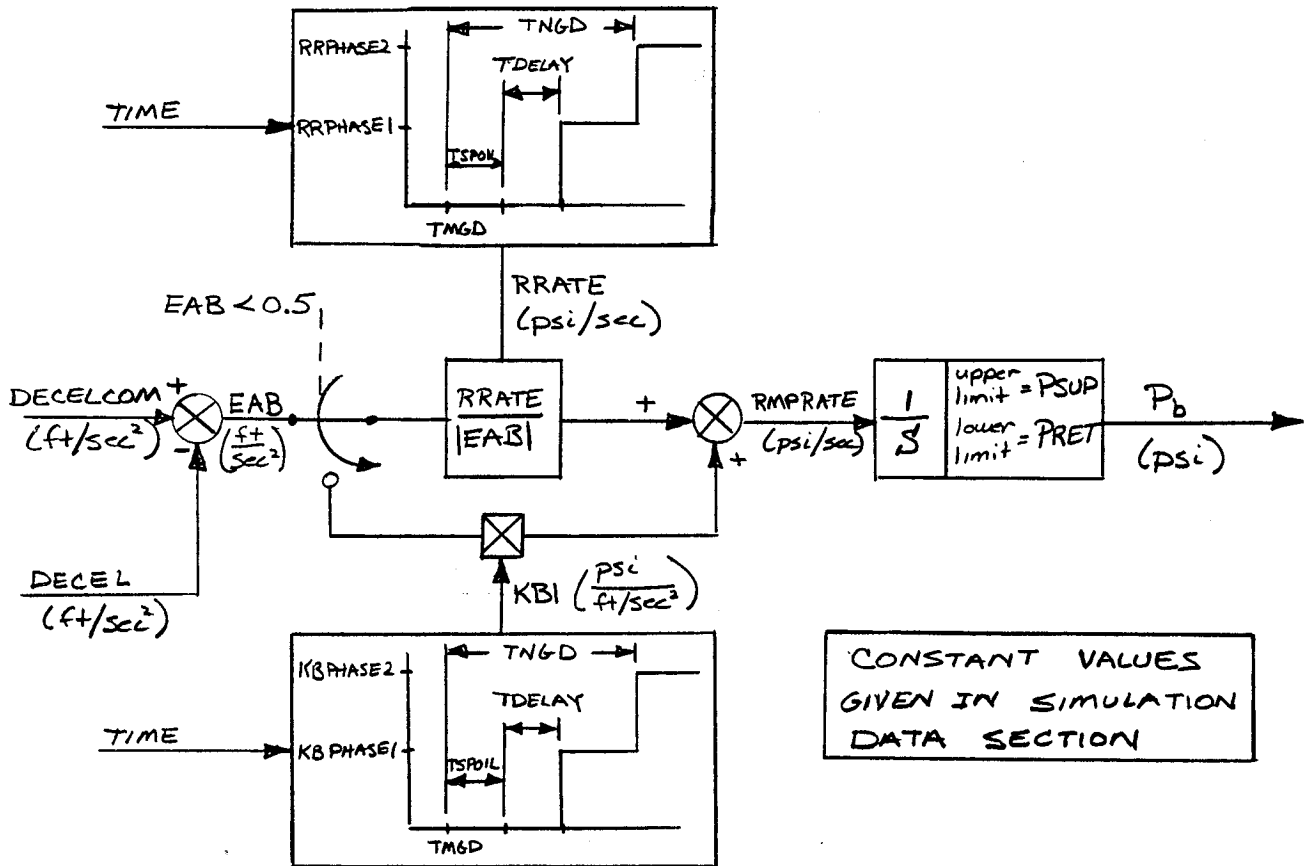 TNGD
RRPHASE2
TDELAY
TIME
RRPHASE1
TSPOIL
TMGD
RRATE
(psi/sec)
EAB < 0.5
DECELCOM
+
(ft/sec²)
-
EAB
(ft/sec²)
RRATE
|EAB|
+
+
RMPRATE
(psi/sec)
1
S
upper
limit = PSUP
lower
limit = PRET
Pb
(psi)
DECEL
(ft/sec²)
KB1 (psi
ft/sec²)
TNGD
KBPHASE2
TDELAY
TIME
KBPHASE1
TSPOIL
TMGD
CONSTANT VALUES
GIVEN IN SIMULATION
DATA SECTION